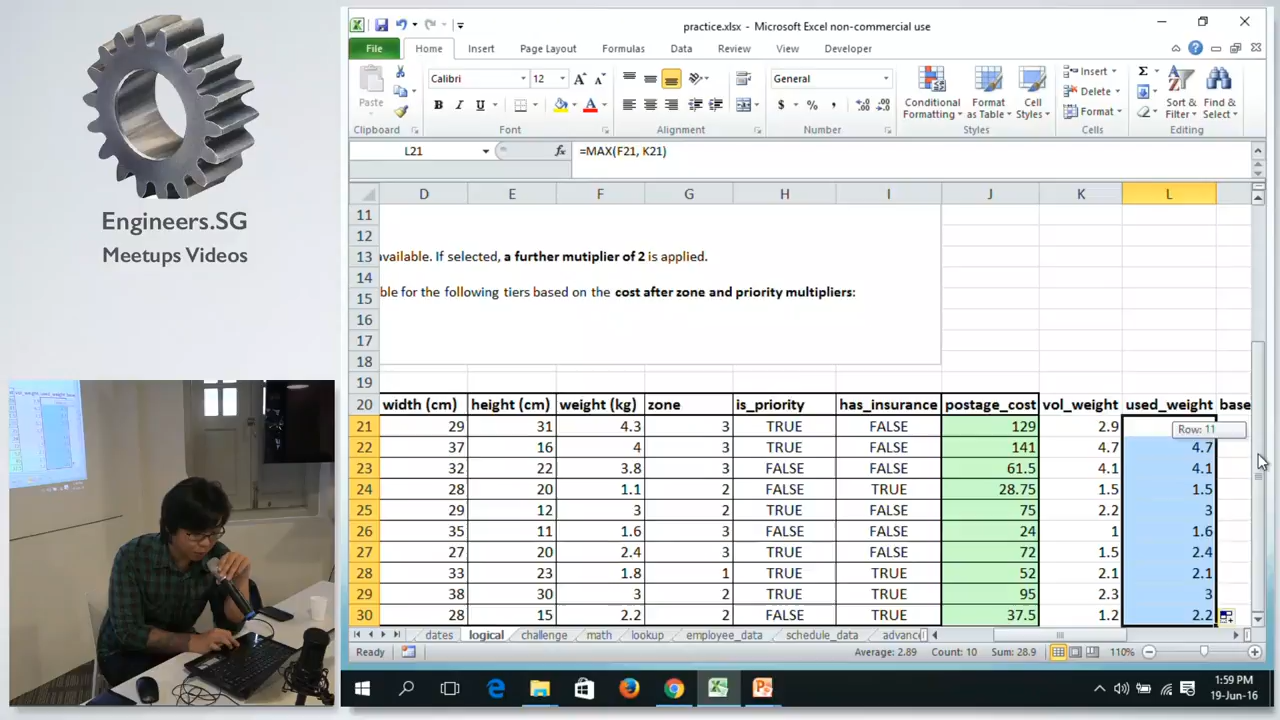 Engineers.SG
Meetups Videos
practice.xlsx - Microsoft Excel non-commercial use
File Home Insert Page Layout Formulas Data Review View Developer
Paste
Clipboard
Calibri 12
B I U
Font
Alignment
General
$ % ,
Number
Conditional Formatting
Format as Table
Cell Styles
Styles
Insert
Delete
Format
Cells
Sort & Filter
Find & Select
Editing
L21 fx =MAX(F21, K21)
D E F G H I J K L
11
12
13 available. If selected, a further mutiplier of 2 is applied.
14
15 ble for the following tiers based on the cost after zone and priority multipliers:
16
17
18
19
20 width (cm) height (cm) weight (kg) zone is_priority has_insurance postage_cost vol_weight used_weight base
21 29 31 4.3 3 TRUE FALSE 129 2.9 Row: 11
22 37 16 4 3 TRUE FALSE 141 4.7 4.7
23 32 22 3.8 3 FALSE FALSE 61.5 4.1 4.1
24 28 20 1.1 2 FALSE TRUE 28.75 1.5 1.5
25 29 12 3 2 TRUE FALSE 75 2.2 3
26 35 11 1.6 3 FALSE FALSE 24 1 1.6
27 27 20 2.4 3 TRUE FALSE 72 1.5 2.4
28 33 23 1.8 1 TRUE TRUE 52 2.1 2.1
29 38 30 3 2 TRUE TRUE 95 2.3 3
30 28 15 2.2 2 FALSE TRUE 37.5 1.2 2.2
dates logical challenge math lookup employee_data schedule_data advanc
Ready Average: 2.89 Count: 10 Sum: 28.9 110%
1:59 PM
19-Jun-16